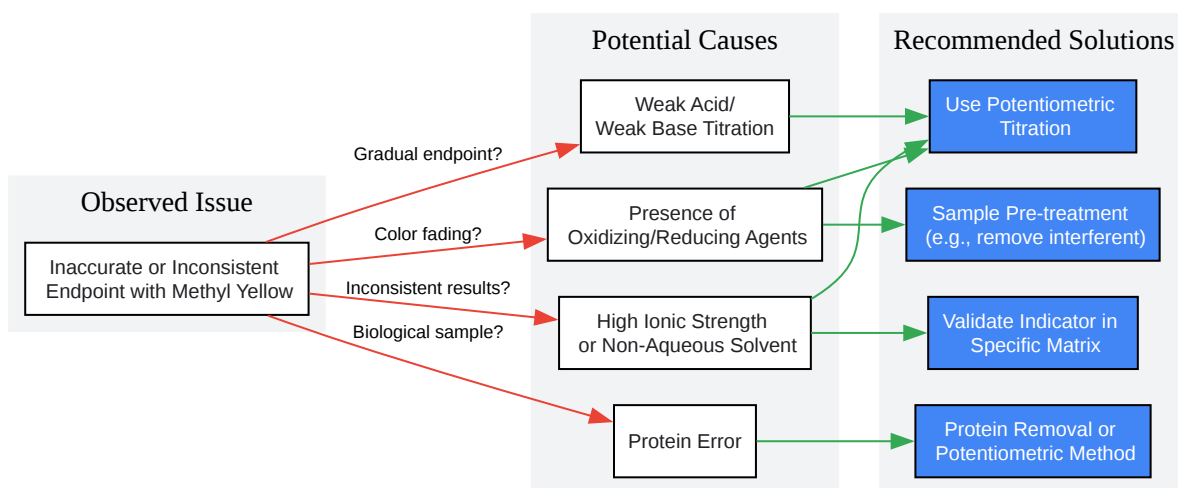 Observed Issue
Inaccurate or Inconsistent
Endpoint with Methyl Yellow
Gradual endpoint?
Color fading?
Inconsistent results?
Biological sample?
Potential Causes
Weak Acid/
Weak Base Titration
Presence of
Oxidizing/Reducing Agents
High Ionic Strength
or Non-Aqueous Solvent
Protein Error
Recommended Solutions
Use Potentiometric
Titration
Sample Pre-treatment
(e.g., remove interferent)
Validate Indicator in
Specific Matrix
Protein Removal or
Potentiometric Method